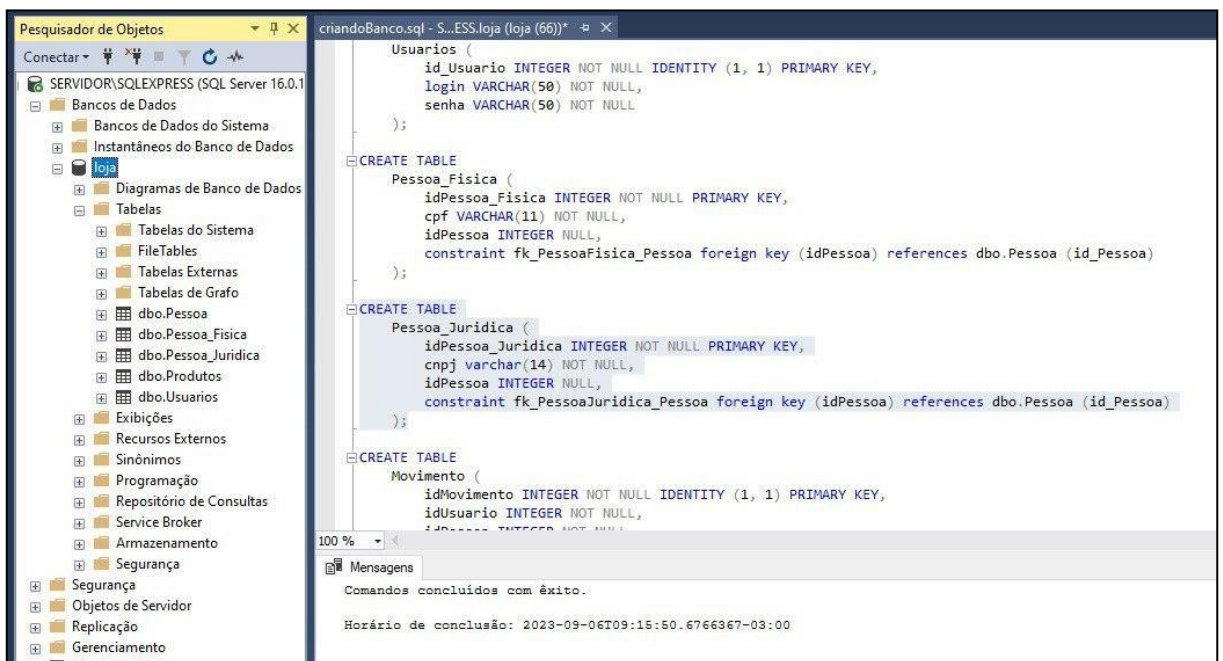 Pesquisador de Objetos
Conectar
SERVIDOR\SQLEXPRESS (SQL Server 16.0.1
Bancos de Dados
Bancos de Dados do Sistema
Instantâneos do Banco de Dados
loja
Diagramas de Banco de Dados
Tabelas
Tabelas do Sistema
FileTables
Tabelas Externas
Tabelas de Grafo
dbo.Pessoa
dbo.Pessoa_Fisica
dbo.Pessoa_Juridica
dbo.Produtos
dbo.Usuarios
Exibições
Recursos Externos
Sinônimos
Programação
Repositório de Consultas
Service Broker
Armazenamento
Segurança
Segurança
Objetos de Servidor
Replicação
Gerenciamento
criandoBanco.sql - S...ESS.loja (loja (66))*
Usuarios (
id_Usuario INTEGER NOT NULL IDENTITY (1, 1) PRIMARY KEY,
login VARCHAR(50) NOT NULL,
senha VARCHAR(50) NOT NULL
);
CREATE TABLE
Pessoa_Fisica (
idPessoa_Fisica INTEGER NOT NULL PRIMARY KEY,
cpf VARCHAR(11) NOT NULL,
idPessoa INTEGER NULL,
constraint fk_PessoaFisica_Pessoa foreign key (idPessoa) references dbo.Pessoa (id_Pessoa)
);
CREATE TABLE
Pessoa_Juridica (
idPessoa_Juridica INTEGER NOT NULL PRIMARY KEY,
cnpj varchar(14) NOT NULL,
idPessoa INTEGER NULL,
constraint fk_PessoaJuridica_Pessoa foreign key (idPessoa) references dbo.Pessoa (id_Pessoa)
);
CREATE TABLE
Movimento (
idMovimento INTEGER NOT NULL IDENTITY (1, 1) PRIMARY KEY,
idUsuario INTEGER NOT NULL,
100 %
Mensagens
Comandos concluídos com êxito.
Horário de conclusão: 2023-09-06T09:15:50.6766367-03:00